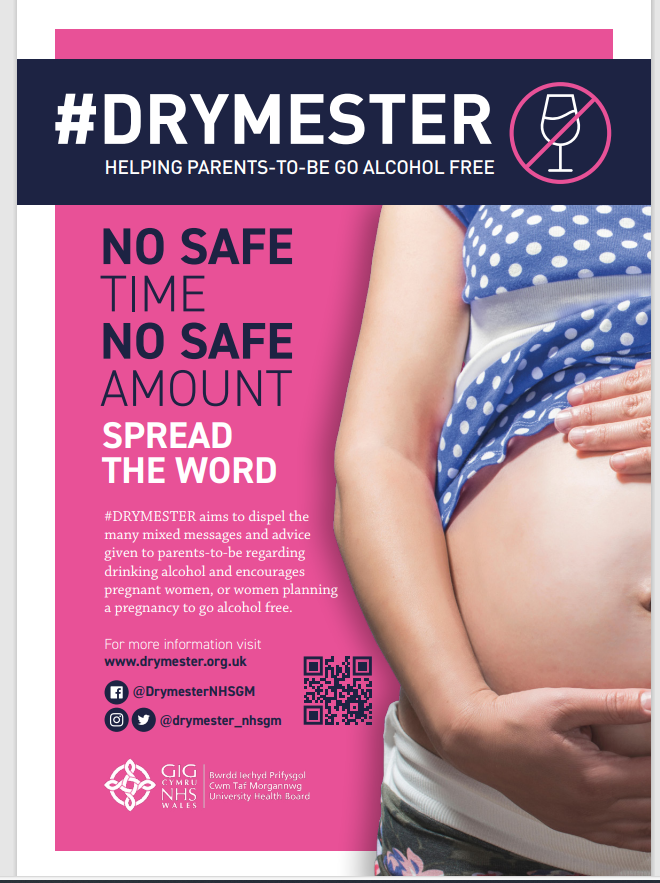 #DRYMESTER
HELPING PARENTS-TO-BE GO ALCOHOL FREE
NO SAFE
TIME
NO SAFE
AMOUNT
SPREAD
THE WORD
#DRYMESTER aims to dispel the
many mixed messages and advice
given to parents-to-be regarding
drinking alcohol and encourages
pregnant women, or women planning
a pregnancy to go alcohol free.
For more information visit
www.drymester.org.uk
@DrymesterNHSGM
@drymester_nhsgm
GIG
CYMRU
NHS
WALES
Bwrdd Iechyd Prifysgol
Cwm Taf Morgannwg
University Health Board